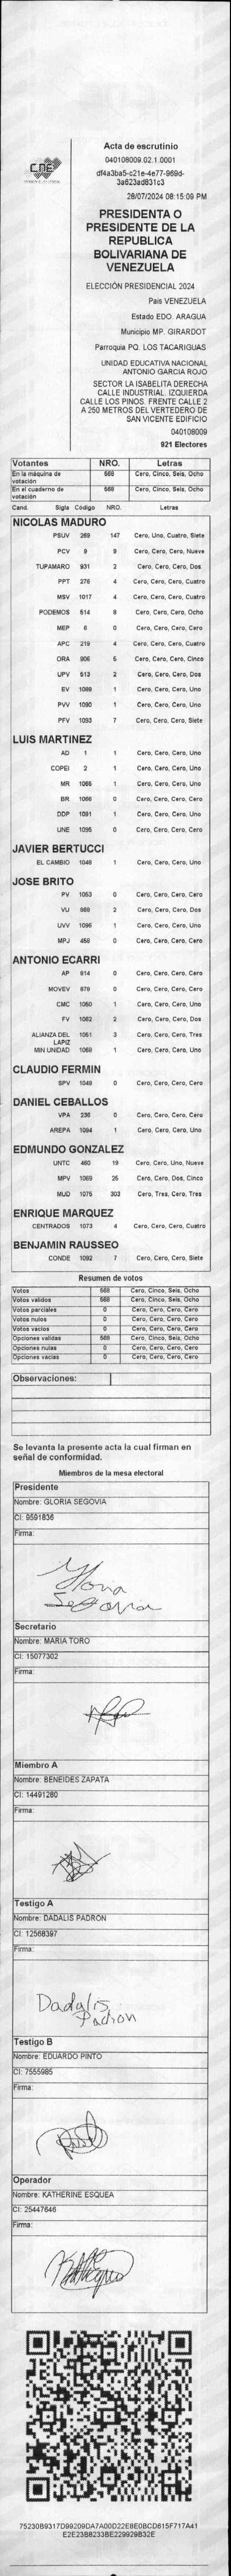 CNE
Acta de escrutinio
040108009.02.1.0001
df4a3ba5-c21e-4e77-969d-
3a623ad831c3
28/07/2024 08:15:09 PM
PRESIDENTA O
PRESIDENTE DE LA
REPUBLICA
BOLIVARIANA DE
VENEZUELA
ELECCIÓN PRESIDENCIAL 2024
Pais VENEZUELA
Estado EDO. ARAGUA
Municipio MP. GIRARDOT
Parroquia PQ. LOS TACARIGUAS
UNIDAD EDUCATIVA NACIONAL
ANTONIO GARCIA ROJO
SECTOR LA ISABELITA DERECHA
CALLE INDUSTRIAL. IZQUIERDA
CALLE LOS PINOS. FRENTE CALLE 2
A 250 METROS DEL VERTEDERO DE
SAN VICENTE EDIFICIO
040108009
921 Electores
Votantes NRO. Letras
En la máquina de votación 568 Cero, Cinco, Seis, Ocho
En el cuaderno de votación 568 Cero, Cinco, Seis, Ocho
Cand. Sigla Código NRO. Letras
NICOLAS MADURO
PSUV 269 147 Cero, Uno, Cuatro, Siete
PCV 9 9 Cero, Cero, Cero, Nueve
TUPAMARO 931 2 Cero, Cero, Cero, Dos
PPT 276 4 Cero, Cero, Cero, Cuatro
MSV 1017 4 Cero, Cero, Cero, Cuatro
PODEMOS 514 8 Cero, Cero, Cero, Ocho
MEP 6 0 Cero, Cero, Cero, Cero
APC 219 4 Cero, Cero, Cero, Cuatro
ORA 906 5 Cero, Cero, Cero, Cinco
UPV 513 2 Cero, Cero, Cero, Dos
EV 1089 1 Cero, Cero, Cero, Uno
PVV 1090 1 Cero, Cero, Cero, Uno
PFV 1093 7 Cero, Cero, Cero, Siete
LUIS MARTINEZ
AD 1 1 Cero, Cero, Cero, Uno
COPEI 2 1 Cero, Cero, Cero, Uno
MR 1065 1 Cero, Cero, Cero, Uno
BR 1066 0 Cero, Cero, Cero, Cero
DDP 1091 1 Cero, Cero, Cero, Uno
UNE 1095 0 Cero, Cero, Cero, Cero
JAVIER BERTUCCI
EL CAMBIO 1048 1 Cero, Cero, Cero, Uno
JOSE BRITO
PV 1053 0 Cero, Cero, Cero, Cero
VU 868 2 Cero, Cero, Cero, Dos
UVV 1096 1 Cero, Cero, Cero, Uno
MPJ 458 0 Cero, Cero, Cero, Cero
ANTONIO ECARRI
AP 814 0 Cero, Cero, Cero, Cero
MOVEV 879 0 Cero, Cero, Cero, Cero
CMC 1050 1 Cero, Cero, Cero, Uno
FV 1062 2 Cero, Cero, Cero, Dos
ALIANZA DEL LAPIZ 1051 3 Cero, Cero, Cero, Tres
MIN UNIDAD 1069 1 Cero, Cero, Cero, Uno
CLAUDIO FERMIN
SPV 1049 0 Cero, Cero, Cero, Cero
DANIEL CEBALLOS
VPA 236 0 Cero, Cero, Cero, Cero
AREPA 1094 1 Cero, Cero, Cero, Uno
EDMUNDO GONZALEZ
UNTC 460 19 Cero, Cero, Uno, Nueve
MPV 1069 25 Cero, Cero, Dos, Cinco
MUD 1075 303 Cero, Tres, Cero, Tres
ENRIQUE MARQUEZ
CENTRADOS 1073 4 Cero, Cero, Cero, Cuatro
BENJAMIN RAUSSEO
CONDE 1092 7 Cero, Cero, Cero, Siete
Resumen de votos
Votos 568 Cero, Cinco, Seis, Ocho
Votos validos 568 Cero, Cinco, Seis, Ocho
Votos parciales 0 Cero, Cero, Cero, Cero
Votos nulos 0 Cero, Cero, Cero, Cero
Votos vacios 0 Cero, Cero, Cero, Cero
Opciones validas 568 Cero, Cinco, Seis, Ocho
Opciones nulas 0 Cero, Cero, Cero, Cero
Opciones vacias 0 Cero, Cero, Cero, Cero
Observaciones:
Se levanta la presente acta la cual firman en
señal de conformidad.
Miembros de la mesa electoral
Presidente
Nombre: GLORIA SEGOVIA
CI: 9591836
Firma:
Gloria
Segovia
Secretario
Nombre: MARIA TORO
CI: 15077302
Firma:
Miembro A
Nombre: BENEIDES ZAPATA
CI: 14491280
Firma:
Testigo A
Nombre: DADALIS PADRON
CI: 12568397
Firma:
Dadalis
Padron
Testigo B
Nombre: EDUARDO PINTO
CI: 7555985
Firma:
Operador
Nombre: KATHERINE ESQUEA
CI: 25447646
Firma:
75230B9317D99209DA7A00D22E8E0BCD615F717A41
E2E23B8233BE229929B32E